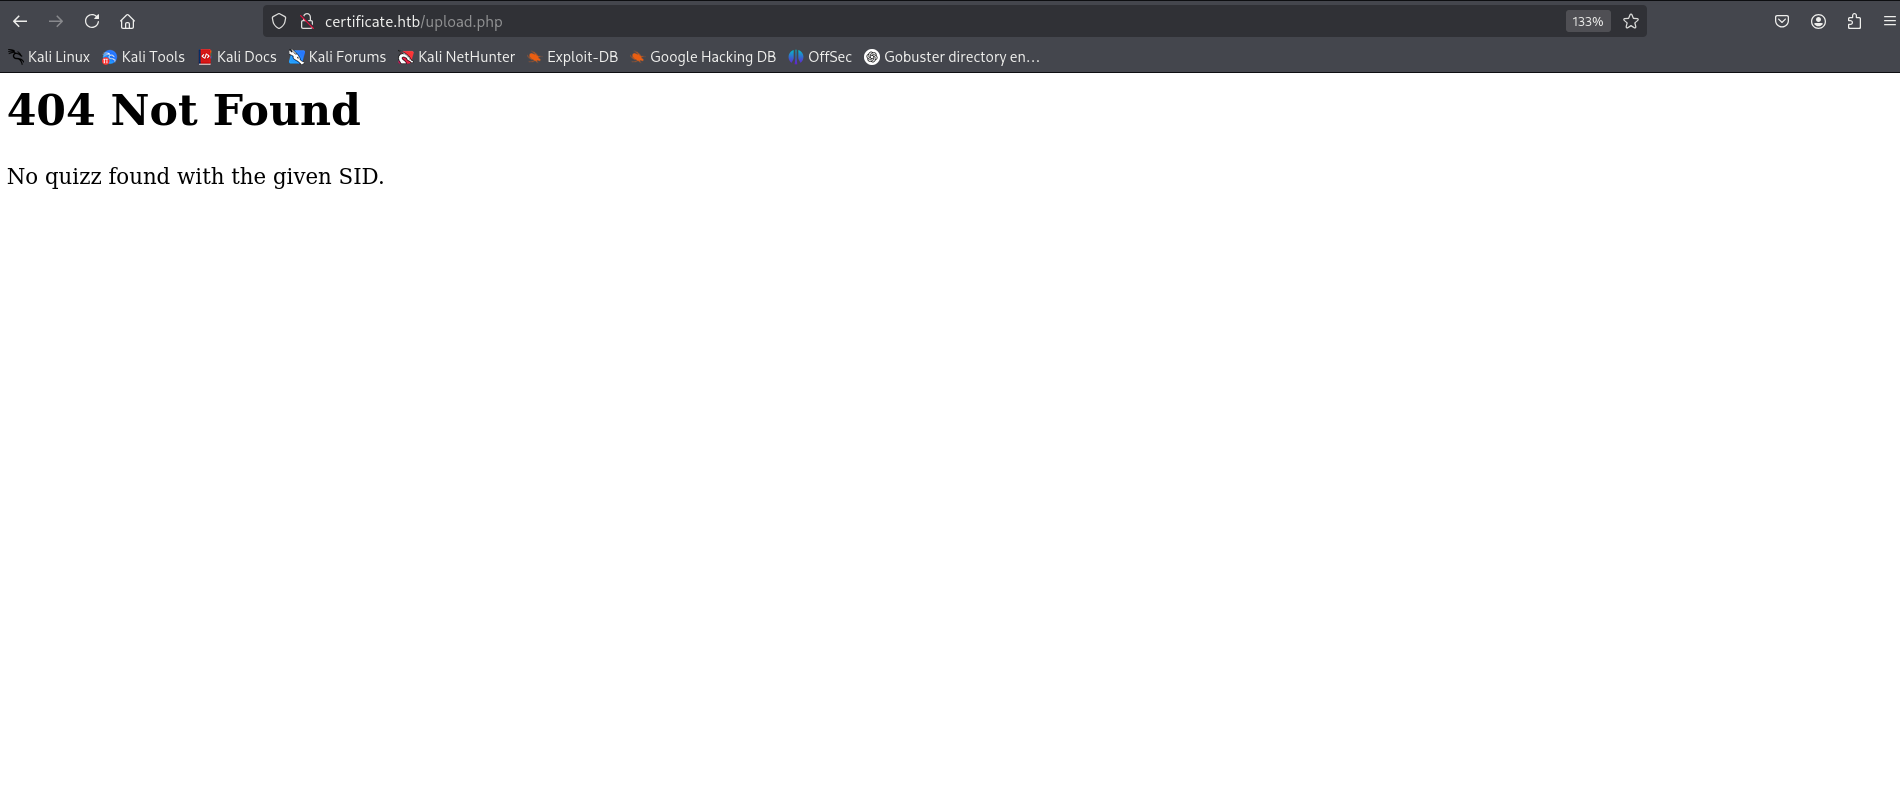 certificate.htb/upload.php
133%
Kali Linux Kali Tools Kali Docs Kali Forums Kali NetHunter Exploit-DB Google Hacking DB OffSec Gobuster directory en…
404 Not Found
No quizz found with the given SID.